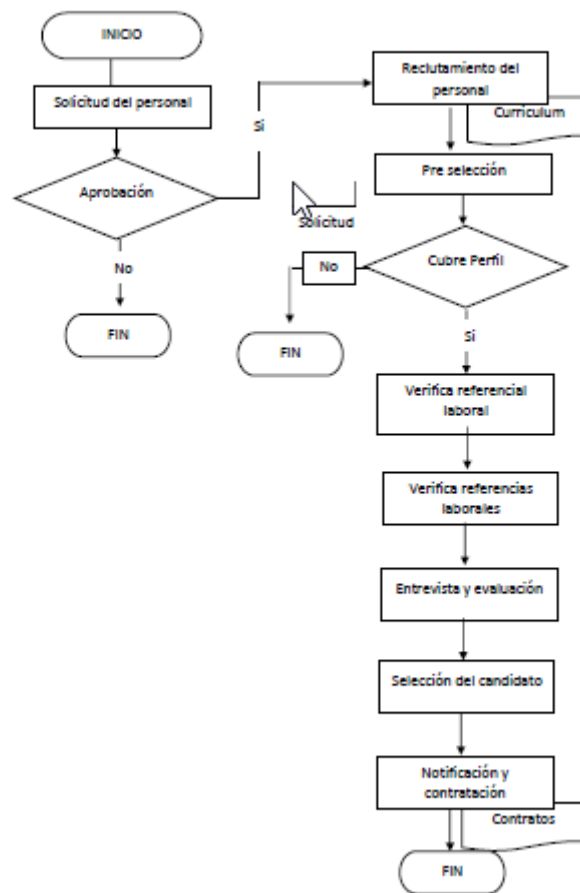 INICIO
Solicitud del personal
Aprobación
Sí
No
FIN
Reclutamiento del
personal
Curriculum
Pre selección
Solicitud
Cubre Perfil
No
FIN
Sí
Verifica referencial
laboral
Verifica referencias
laborales
Entrevista y evaluación
Selección del candidato
Notificación y
contratación
Contratos
FIN